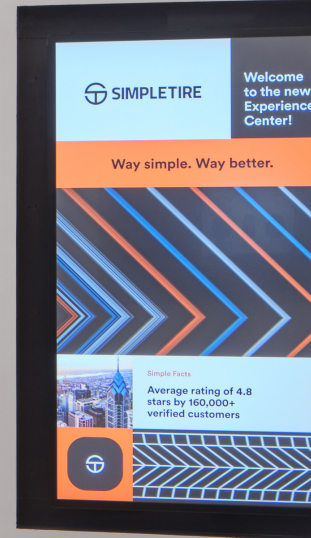 SIMPLETIRE
Welcome
to the new
Experience
Center!
Way simple. Way better.
Simple Facts
Average rating of 4.8
stars by 160,000+
verified customers